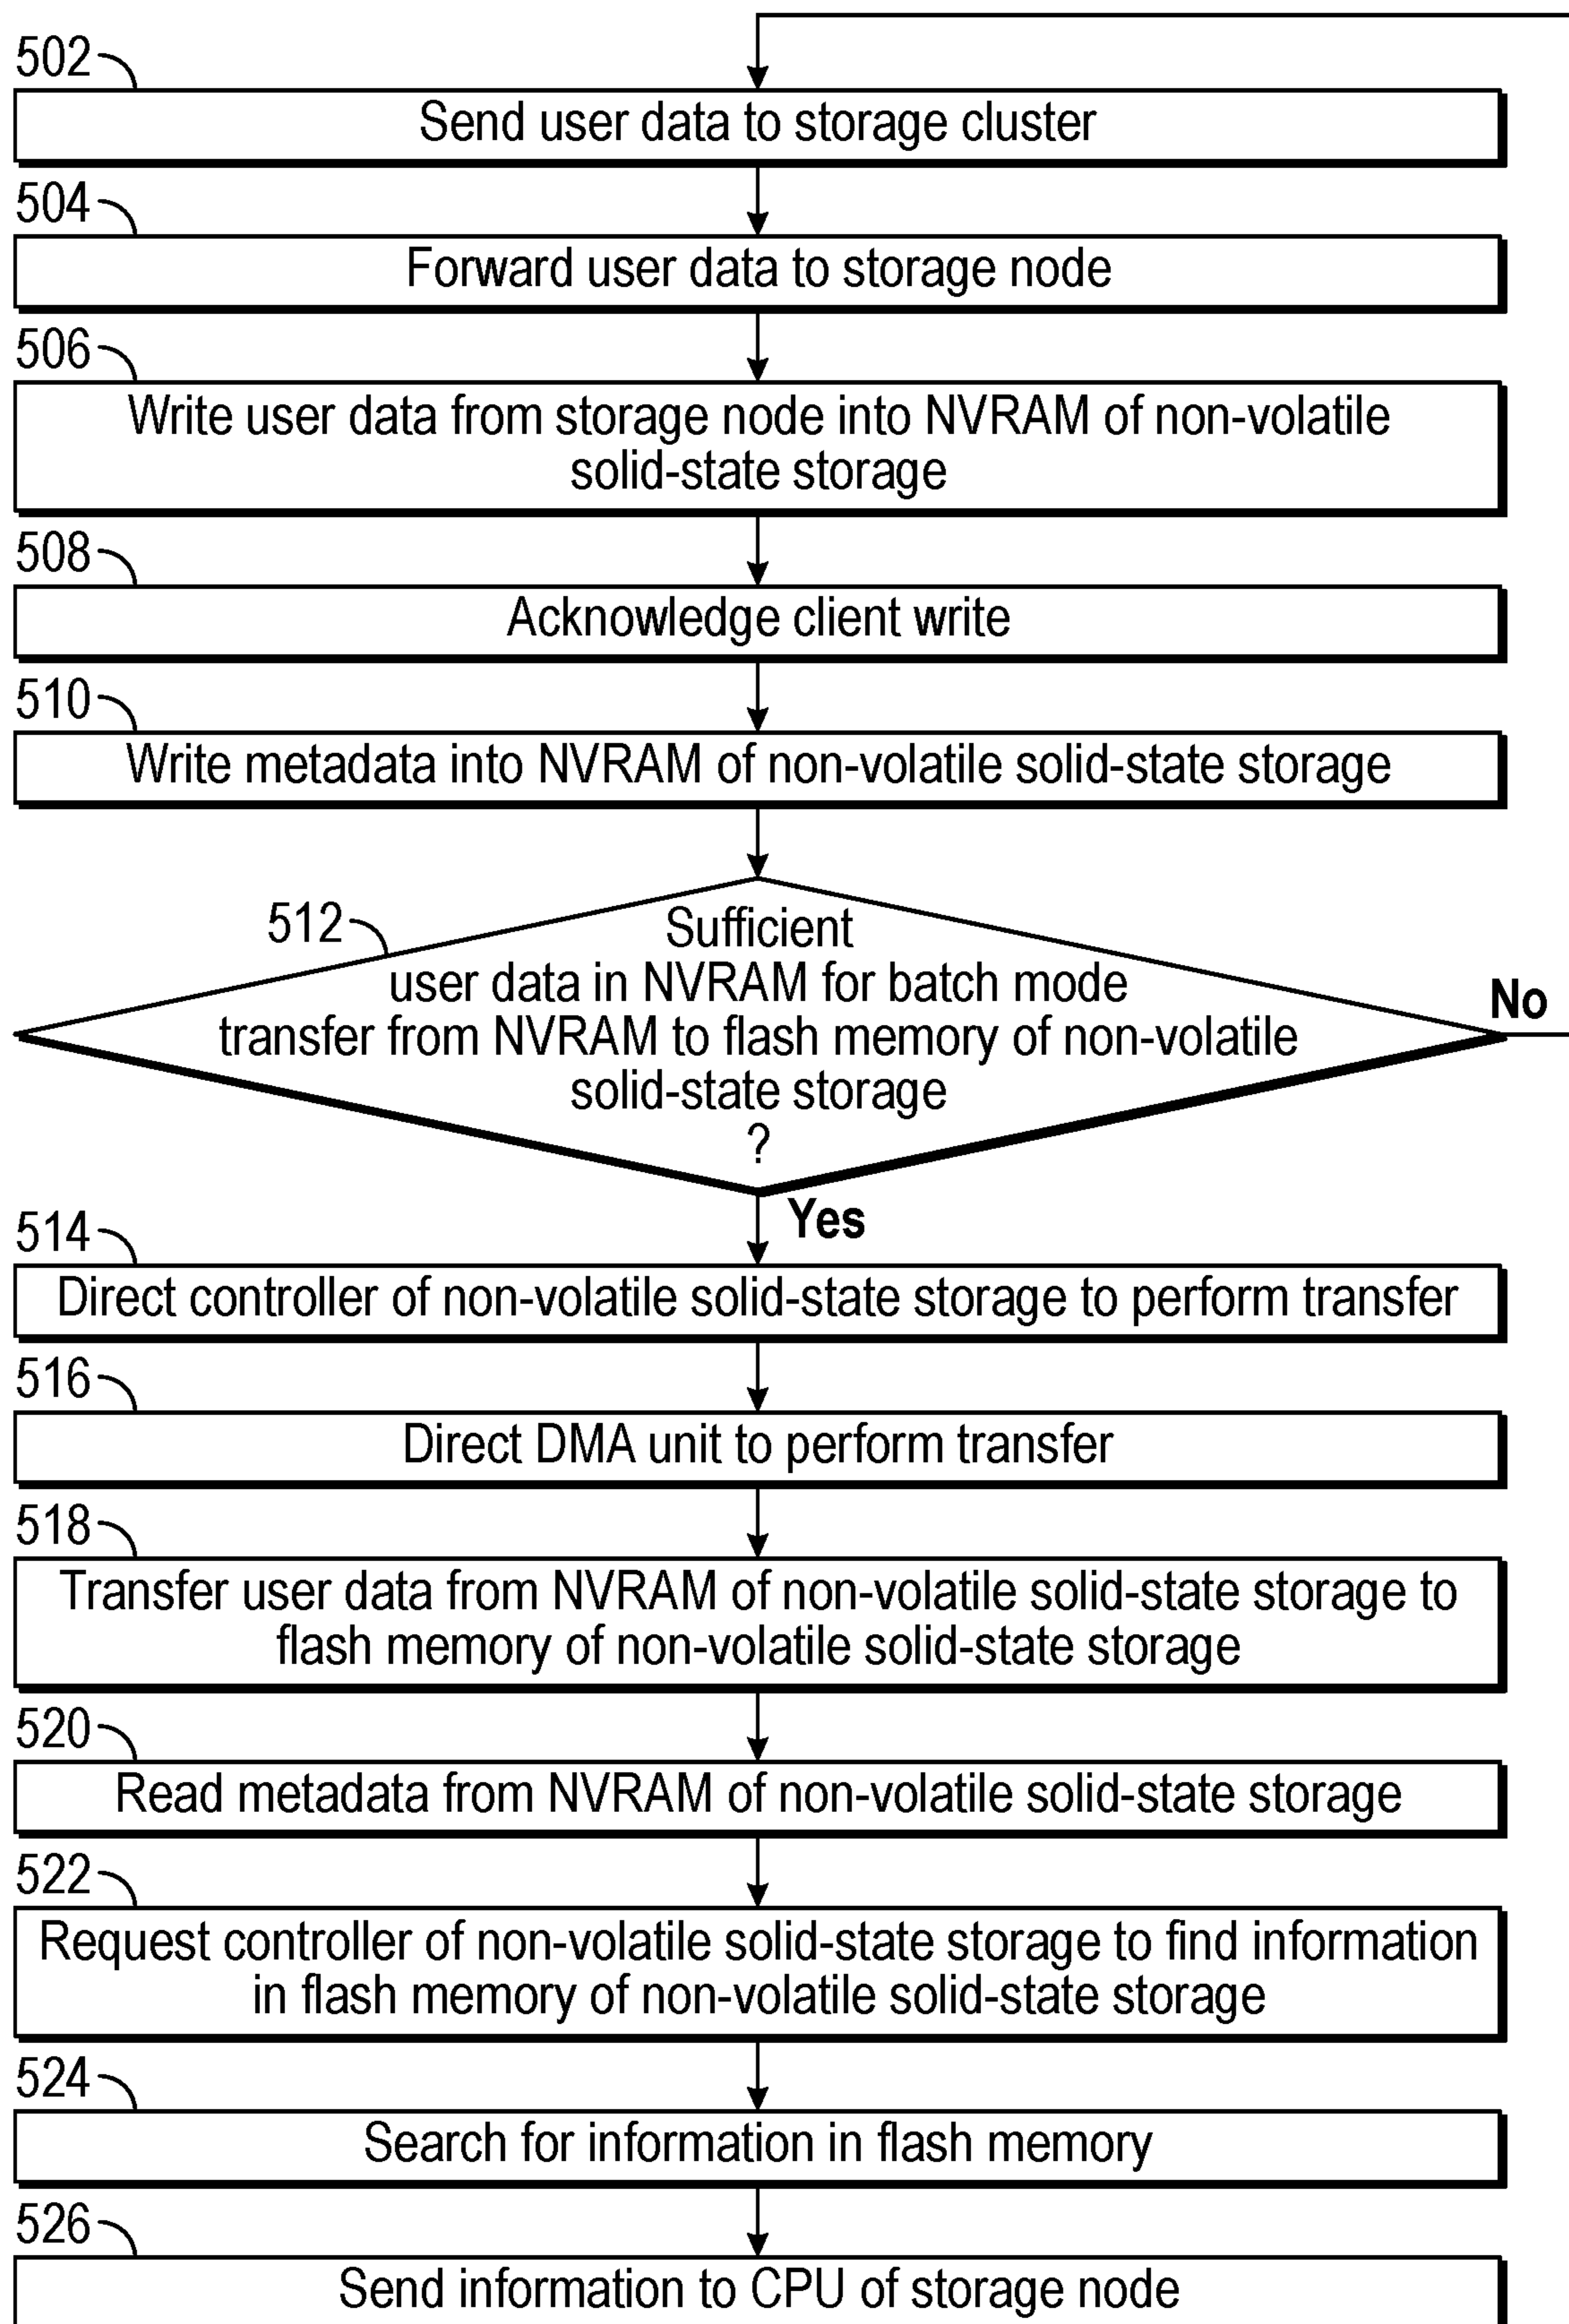 502
Send user data to storage cluster
504
Forward user data to storage node
506
Write user data from storage node into NVRAM of non-volatile
solid-state storage
508
Acknowledge client write
510
Write metadata into NVRAM of non-volatile solid-state storage
512
Sufficient
user data in NVRAM for batch mode
transfer from NVRAM to flash memory of non-volatile
solid-state storage
?
No
Yes
514
Direct controller of non-volatile solid-state storage to perform transfer
516
Direct DMA unit to perform transfer
518
Transfer user data from NVRAM of non-volatile solid-state storage to
flash memory of non-volatile solid-state storage
520
Read metadata from NVRAM of non-volatile solid-state storage
522
Request controller of non-volatile solid-state storage to find information
in flash memory of non-volatile solid-state storage
524
Search for information in flash memory
526
Send information to CPU of storage node